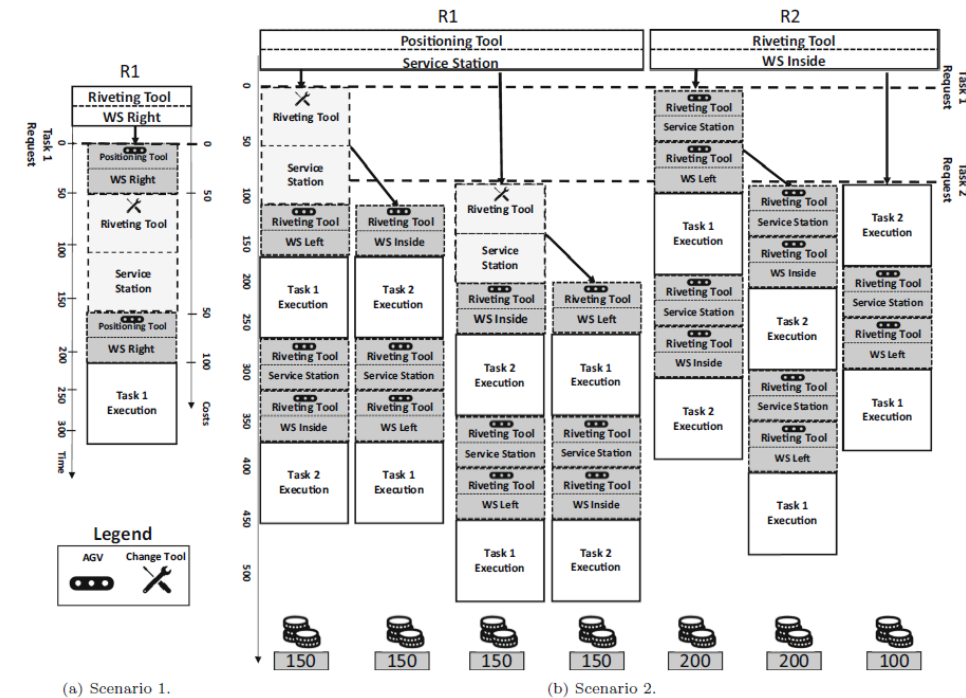 R1
Riveting Tool
WS Right
Task 1
Request
0
50
100
150
200
250
300
Time
0
50
50
100
Costs
Positioning Tool
WS Right
Riveting Tool
Service
Station
Positioning Tool
WS Right
Task 1
Execution
Legend
AGV
Change Tool
(a) Scenario 1.
R1
Positioning Tool
Service Station
R2
Riveting Tool
WS Inside
Task 1
Request
Task 2
Request
0
50
100
150
200
250
300
350
400
450
500
Riveting Tool
Service
Station
Riveting Tool
WS Left
Task 1
Execution
Riveting Tool
Service Station
Riveting Tool
WS Inside
Task 2
Execution
150
Riveting Tool
WS Inside
Task 2
Execution
Riveting Tool
Service Station
Riveting Tool
WS Left
Task 1
Execution
150
Riveting Tool
Service
Station
Riveting Tool
WS Inside
Task 2
Execution
Riveting Tool
Service Station
Riveting Tool
WS Left
Task 1
Execution
150
Riveting Tool
WS Left
Task 1
Execution
Riveting Tool
Service Station
Riveting Tool
WS Inside
Task 2
Execution
150
Riveting Tool
Service Station
Riveting Tool
WS Left
Task 1
Execution
Riveting Tool
Service Station
Riveting Tool
WS Inside
Task 2
Execution
200
Riveting Tool
Service Station
Riveting Tool
WS Inside
Task 2
Execution
Riveting Tool
Service Station
Riveting Tool
WS Left
Task 1
Execution
200
Task 2
Execution
Riveting Tool
Service Station
Riveting Tool
WS Left
Task 1
Execution
100
(b) Scenario 2.